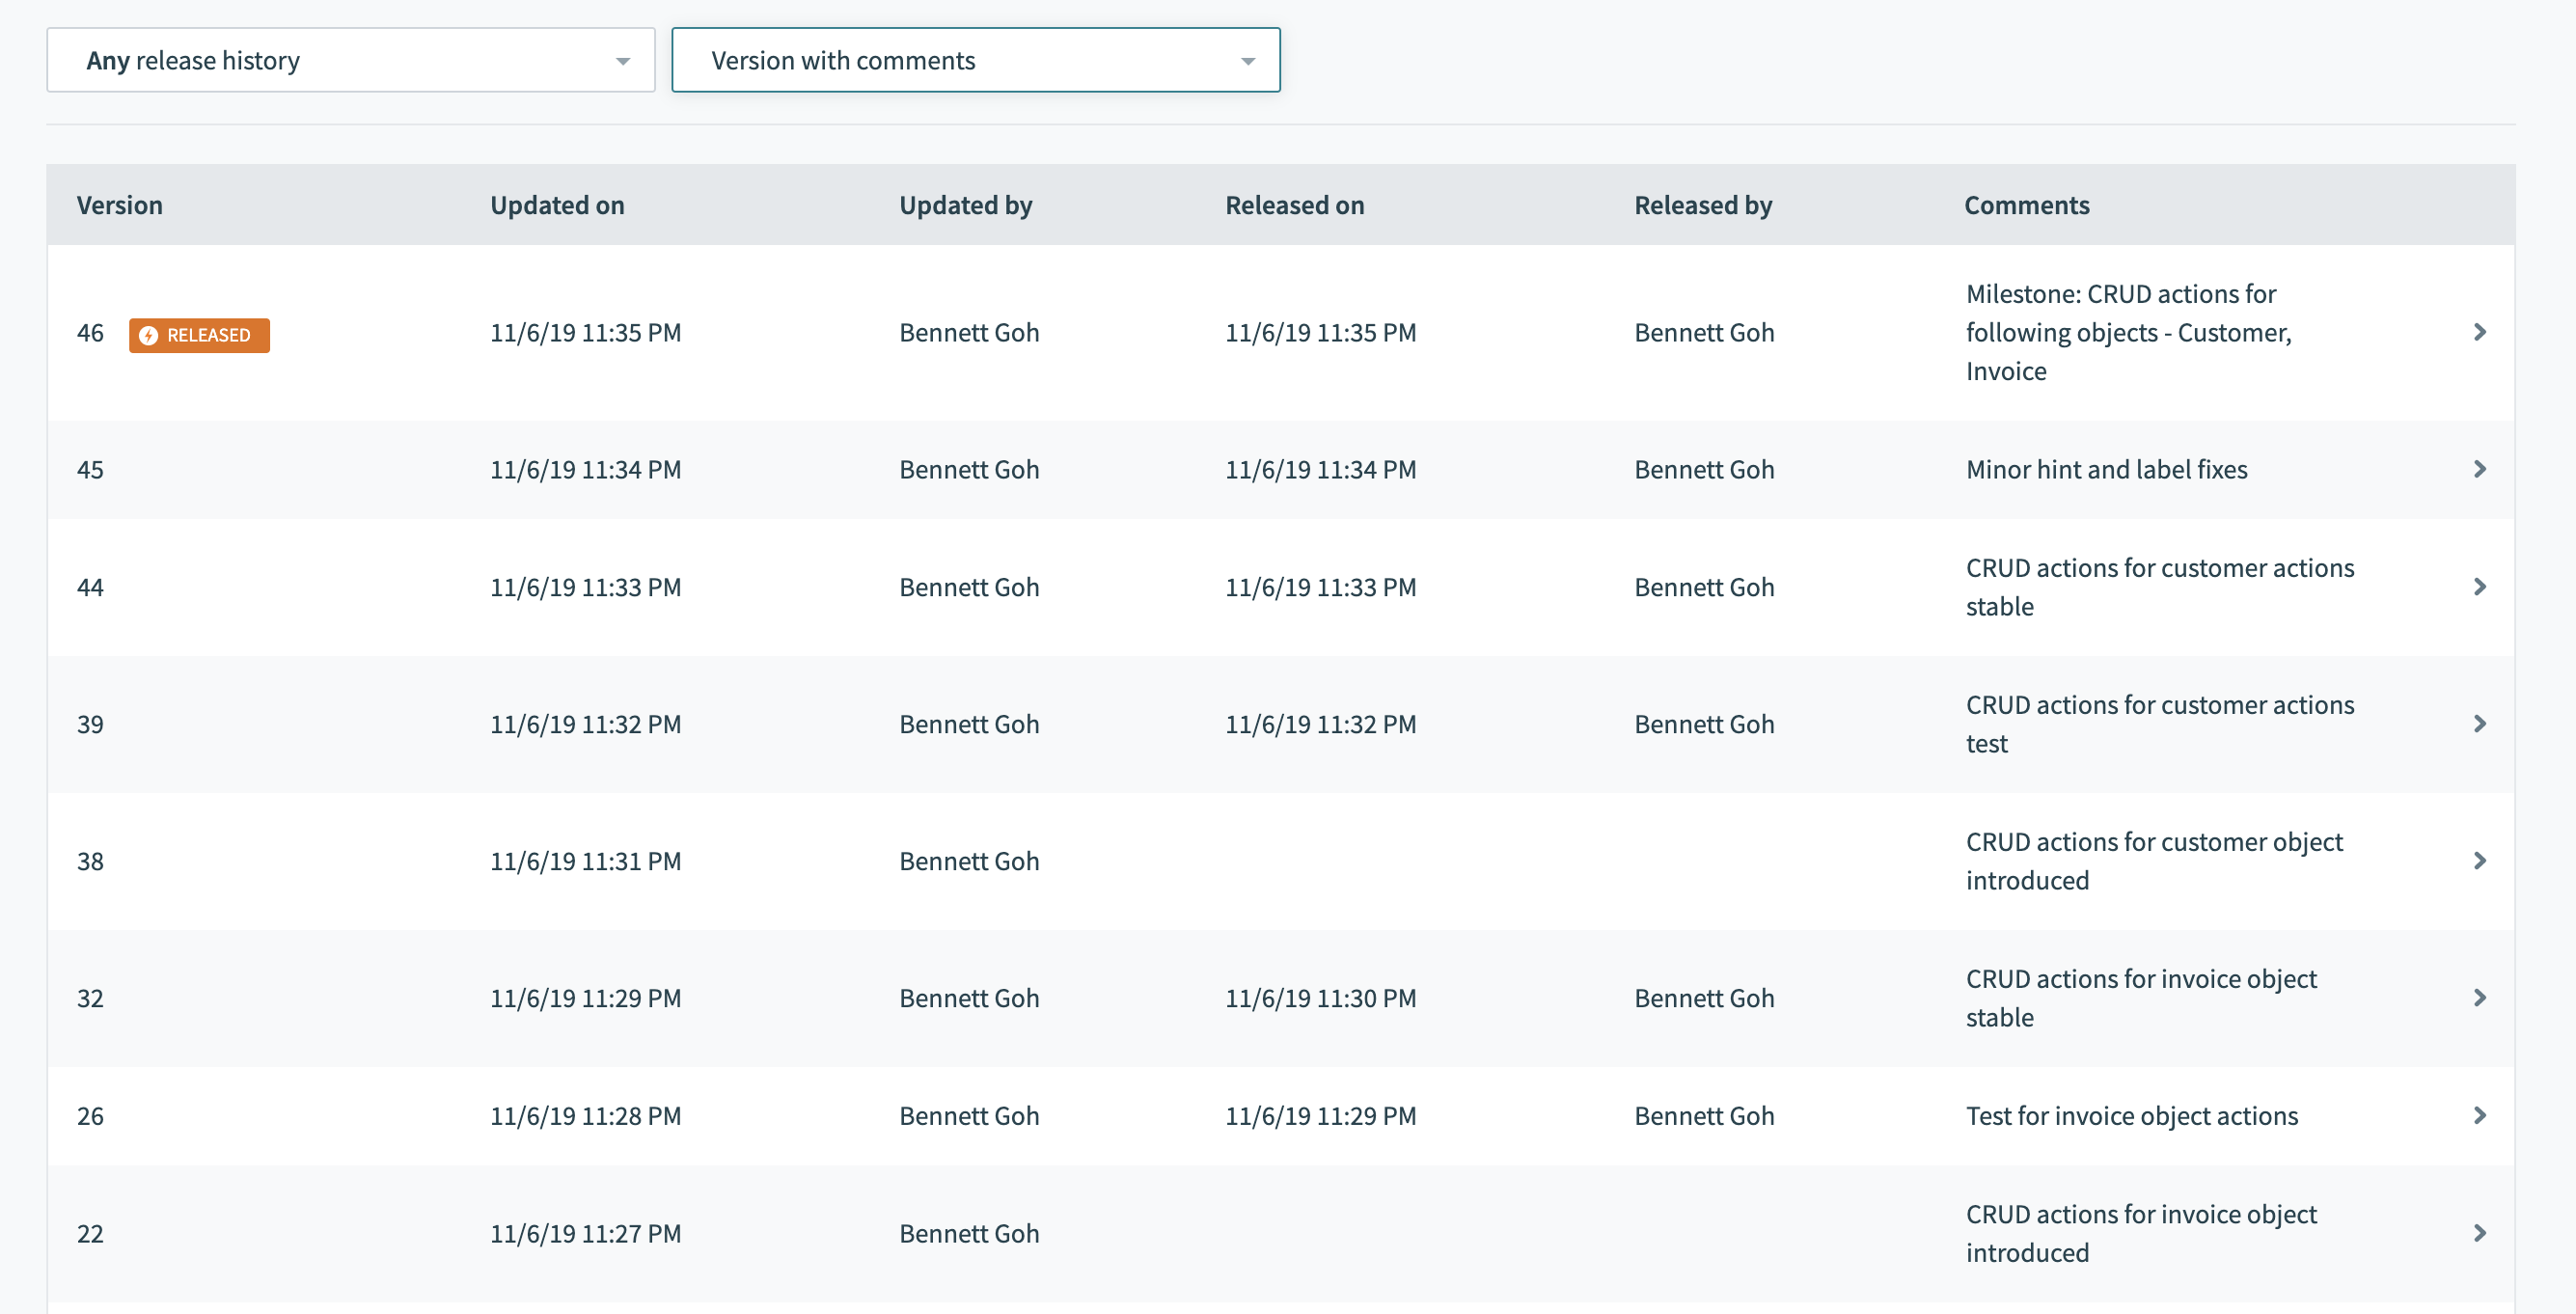 Any release history
Version with comments
Version Updated on Updated by Released on Released by Comments
46 RELEASED 11/6/19 11:35 PM Bennett Goh 11/6/19 11:35 PM Bennett Goh Milestone: CRUD actions for
following objects - Customer,
Invoice
45 11/6/19 11:34 PM Bennett Goh 11/6/19 11:34 PM Bennett Goh Minor hint and label fixes
44 11/6/19 11:33 PM Bennett Goh 11/6/19 11:33 PM Bennett Goh CRUD actions for customer actions
stable
39 11/6/19 11:32 PM Bennett Goh 11/6/19 11:32 PM Bennett Goh CRUD actions for customer actions
test
38 11/6/19 11:31 PM Bennett Goh CRUD actions for customer object
introduced
32 11/6/19 11:29 PM Bennett Goh 11/6/19 11:30 PM Bennett Goh CRUD actions for invoice object
stable
26 11/6/19 11:28 PM Bennett Goh 11/6/19 11:29 PM Bennett Goh Test for invoice object actions
22 11/6/19 11:27 PM Bennett Goh CRUD actions for invoice object
introduced